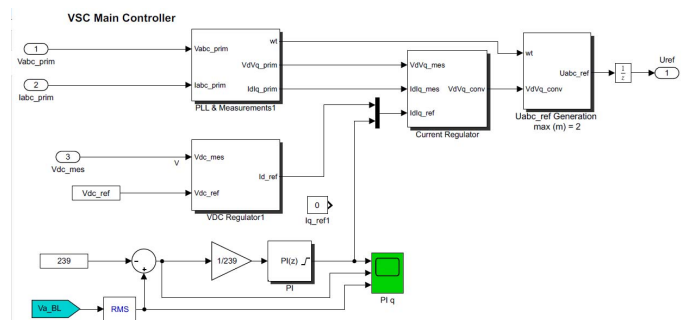 VSC Main Controller
1
Vabc_prim
2
Iabc_prim
Vabc_prim
Iabc_prim
wt
VdVq_prim
IdIq_prim
PLL & Measurements1
VdVq_mes
IdIq_mes
IdIq_ref
VdVq_conv
Current Regulator
wt
VdVq_conv
Uabc_ref
Uabc_ref Generation
max (m) = 2
1
z
Uref
1
3
Vdc_mes
V
Vdc_ref
Vdc_mes
Vdc_ref
Id_ref
VDC Regulator1
0
Iq_ref1
239
1/239
PI(z)
PI
PI q
Va_BL
RMS